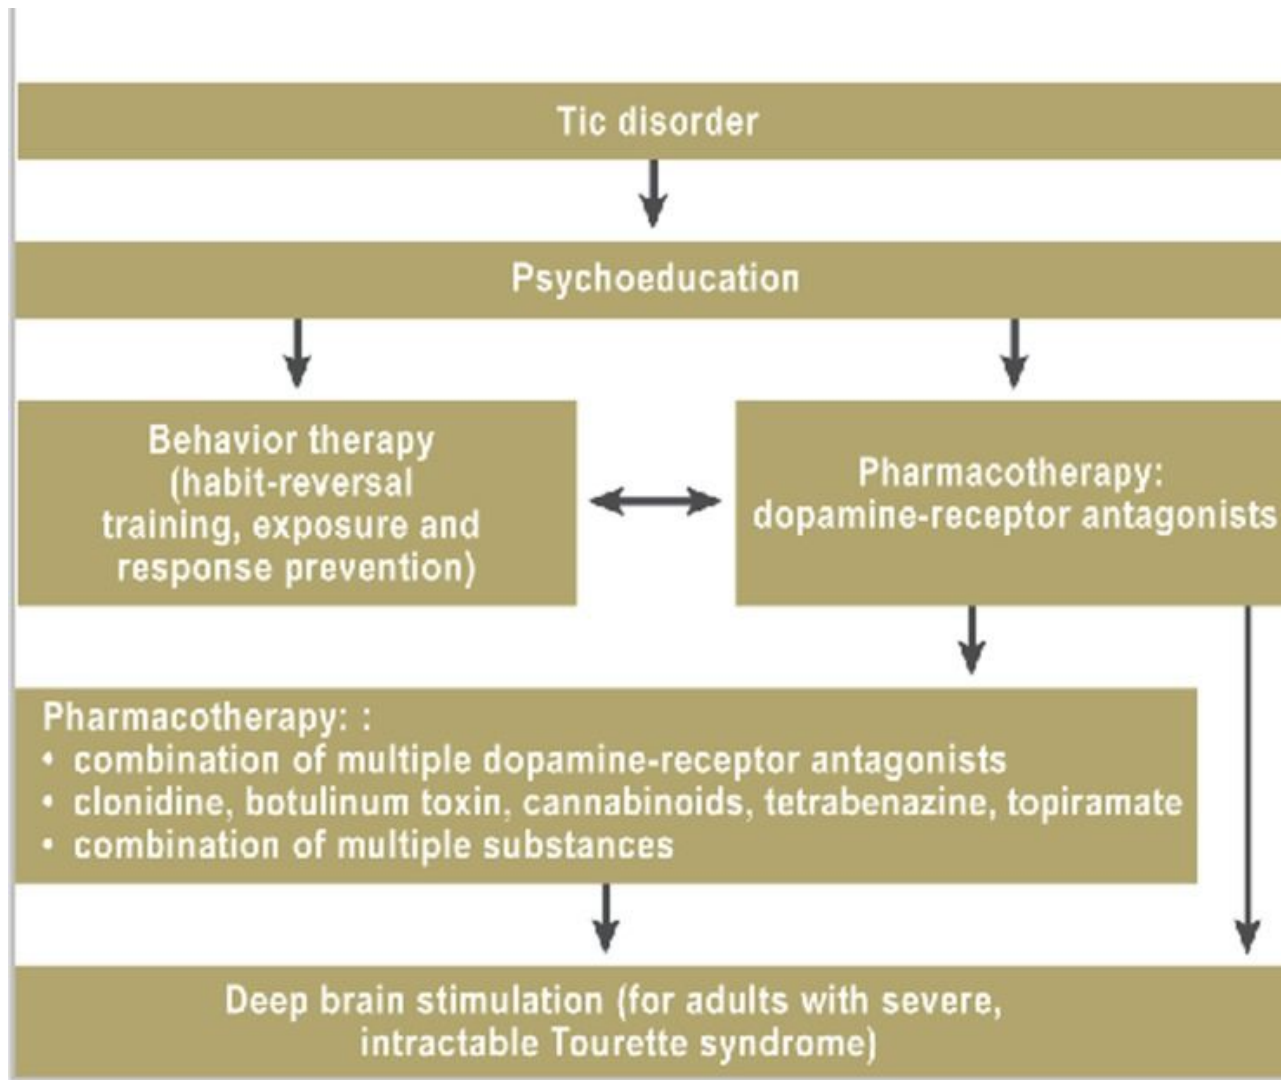 Tic disorder
Psychoeducation
Behavior therapy
(habit-reversal
training, exposure and
response prevention)
Pharmacotherapy:
dopamine-receptor antagonists
Pharmacotherapy: :
• combination of multiple dopamine-receptor antagonists
• clonidine, botulinum toxin, cannabinoids, tetrabenazine, topiramate
• combination of multiple substances
Deep brain stimulation (for adults with severe,
intractable Tourette syndrome)